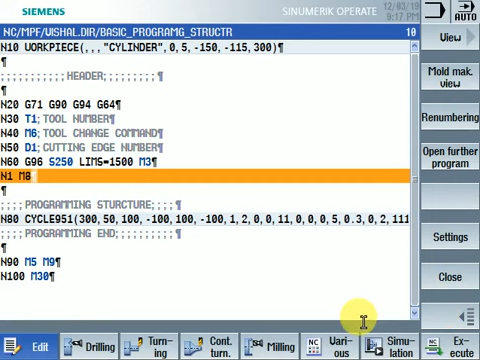 SIEMENS
SINUMERIK OPERATE
12/03/19
9:17 PM
AUTO
NC/MPF/WISHAL.DIR/BASIC_PROGRAMG_STRUCTR
10
N10 WORKPIECE(,,,"CYLINDER",0,5,-150,-115,300)¶
¶
;;;;;;;;;;;;HEADER;;;;;;;;¶
¶
N20 G71 G90 G94 G64¶
N30 T1;TOOL NUMBER¶
N40 M6;TOOL CHANGE COMMAND¶
N50 D1;CUTTING EDGE NUMBER¶
N60 G96 S250 LIMS=1500 M3¶
N1 M8
¶
;;;;PROGRAMMING STURCTURE;;;;¶
N80 CYCLE951(300,50,100,-100,100,-100,1,2,0,0,11,0,0,0,5,0.3,0,2,111
;;;;PROGRAMMING END;;;;;;;;;;¶
¶
N90 M5 M9¶
N100 M30¶
View
Mold mak.
view
Renumbering
Open further
program
Settings
Close
Edit
Drilling
Turn-
ing
Cont.
turn.
Milling
NC
Vari-
ous
Simu-
lation
NC
Ex-
ecute